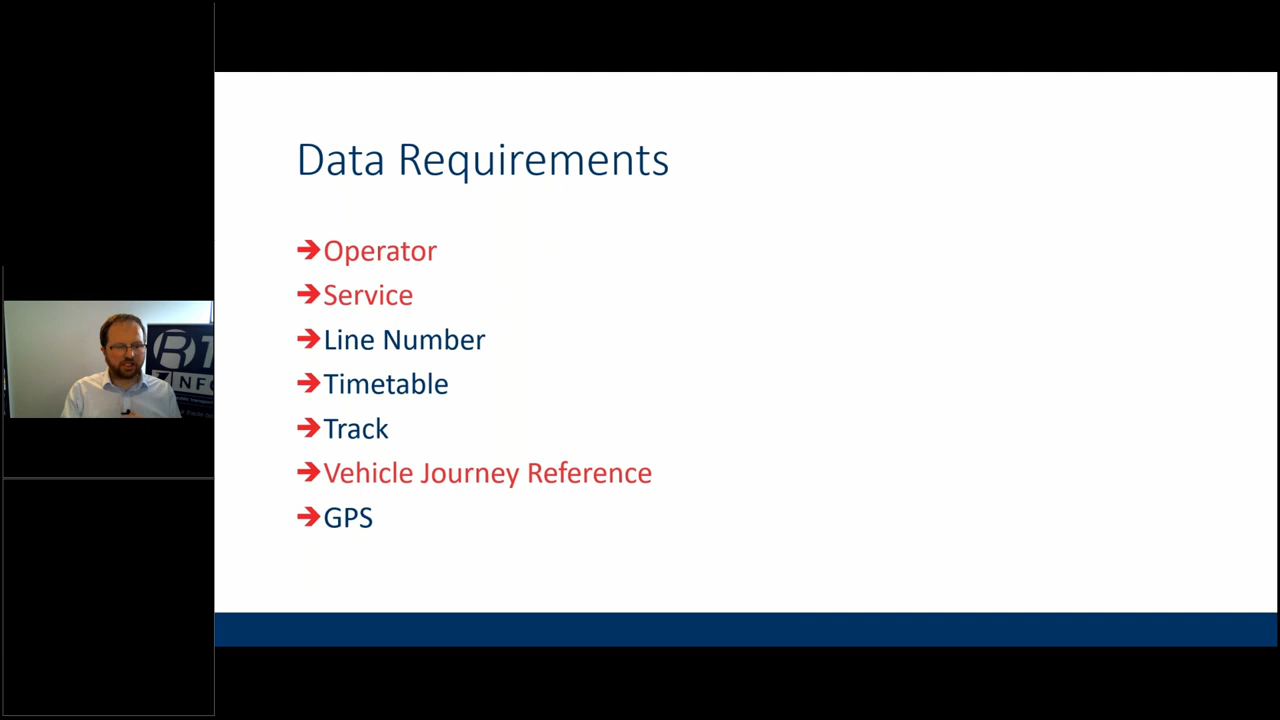 Data Requirements
➔Operator
➔Service
➔Line Number
➔Timetable
➔Track
➔Vehicle Journey Reference
➔GPS